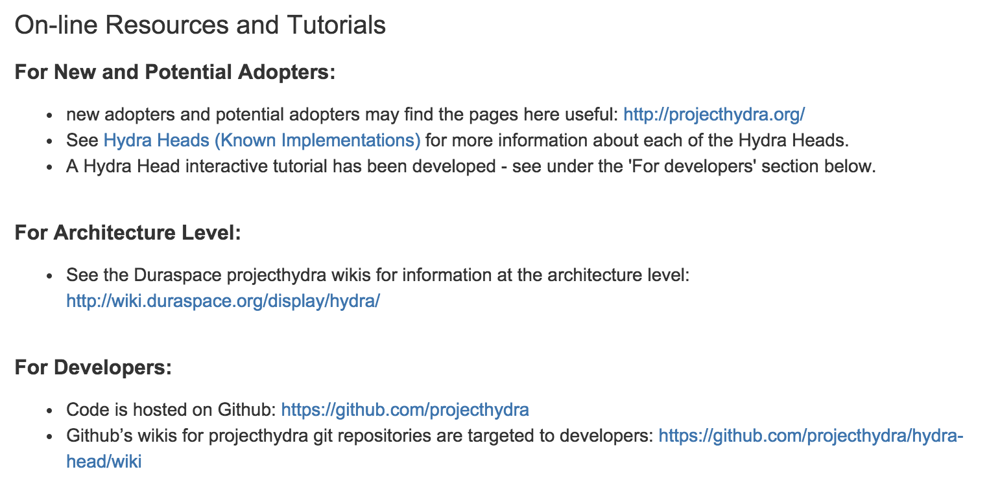 On-line Resources and Tutorials
For New and Potential Adopters:
• new adopters and potential adopters may find the pages here useful: http://projecthydra.org/
• See Hydra Heads (Known Implementations) for more information about each of the Hydra Heads.
• A Hydra Head interactive tutorial has been developed - see under the 'For developers' section below.
For Architecture Level:
• See the Duraspace projecthydra wikis for information at the architecture level:
http://wiki.duraspace.org/display/hydra/
For Developers:
• Code is hosted on Github: https://github.com/projecthydra
• Github’s wikis for projecthydra git repositories are targeted to developers: https://github.com/projecthydra/hydra-
head/wiki